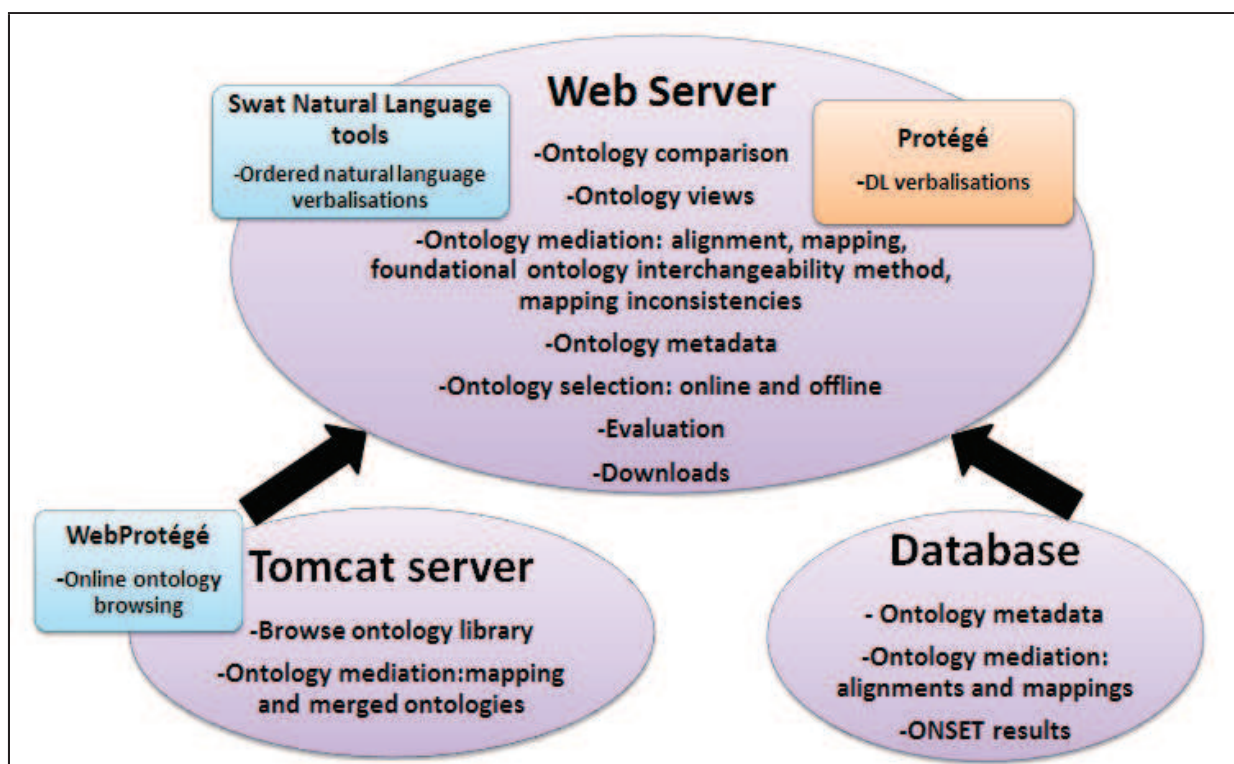 Web Server
-Ontology comparison
-Ontology views
-Ontology mediation: alignment, mapping,
foundational ontology interchangeability method,
mapping inconsistencies
-Ontology metadata
-Ontology selection: online and offline
-Evaluation
-Downloads
Swat Natural Language
tools
-Ordered natural language
verbalisations
Protégé
-DL verbalisations
WebProtégé
-Online ontology
browsing
Tomcat server
-Browse ontology library
-Ontology mediation:mapping
and merged ontologies
Database
- Ontology metadata
-Ontology mediation:
alignments and mappings
-ONSET results